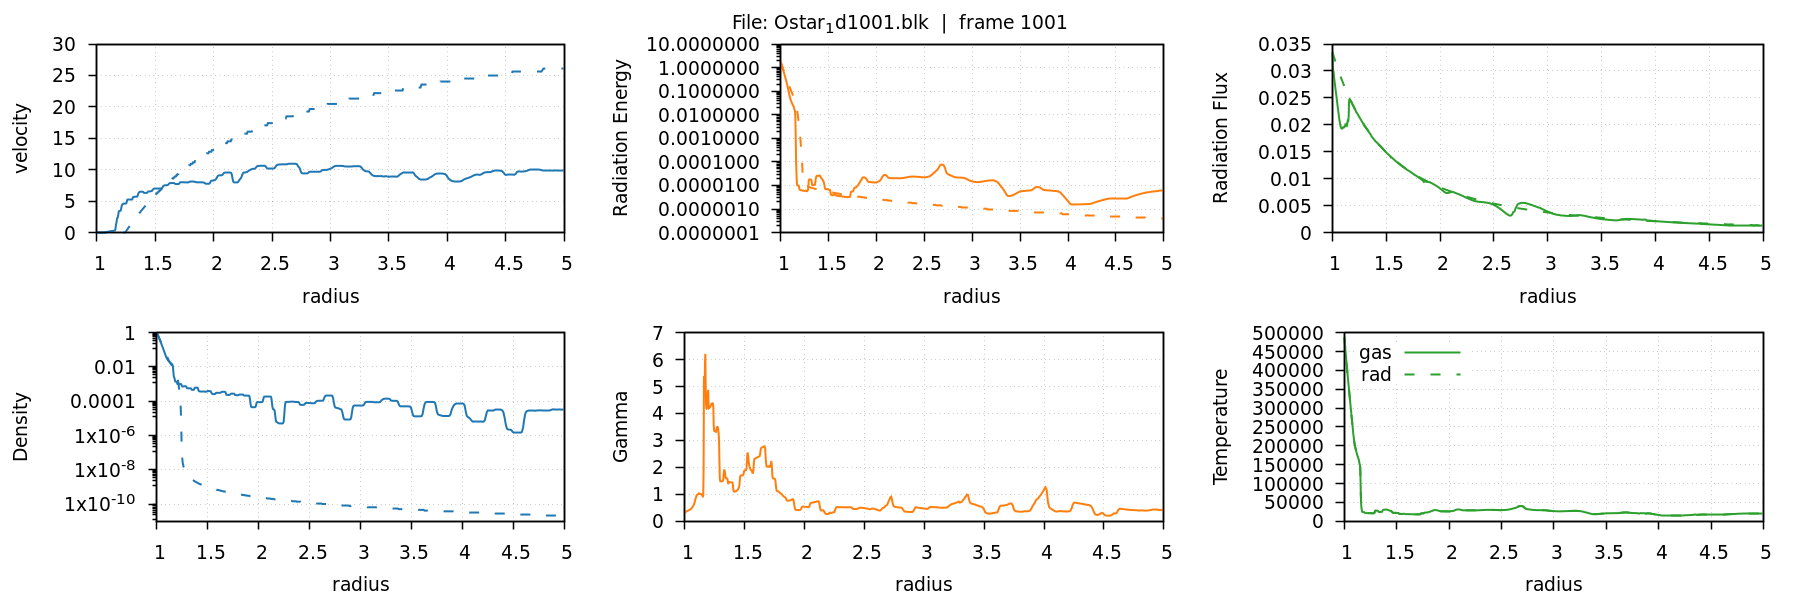 File: Ostar₁d1001.blk | frame 1001
velocity
30
25
20
15
10
5
0
1 1.5 2 2.5 3 3.5 4 4.5 5
radius
Radiation Energy
10.0000000
1.0000000
0.1000000
0.0100000
0.0010000
0.0001000
0.0000100
0.0000010
0.0000001
1 1.5 2 2.5 3 3.5 4 4.5 5
radius
Radiation Flux
0.035
0.03
0.025
0.02
0.015
0.01
0.005
0
1 1.5 2 2.5 3 3.5 4 4.5 5
radius
Density
1
0.01
0.0001
1x10⁻⁶
1x10⁻⁸
1x10⁻¹⁰
1 1.5 2 2.5 3 3.5 4 4.5 5
radius
Gamma
7
6
5
4
3
2
1
0
1 1.5 2 2.5 3 3.5 4 4.5 5
radius
Temperature
500000
450000
400000
350000
300000
250000
200000
150000
100000
50000
0
gas
rad
1 1.5 2 2.5 3 3.5 4 4.5 5
radius